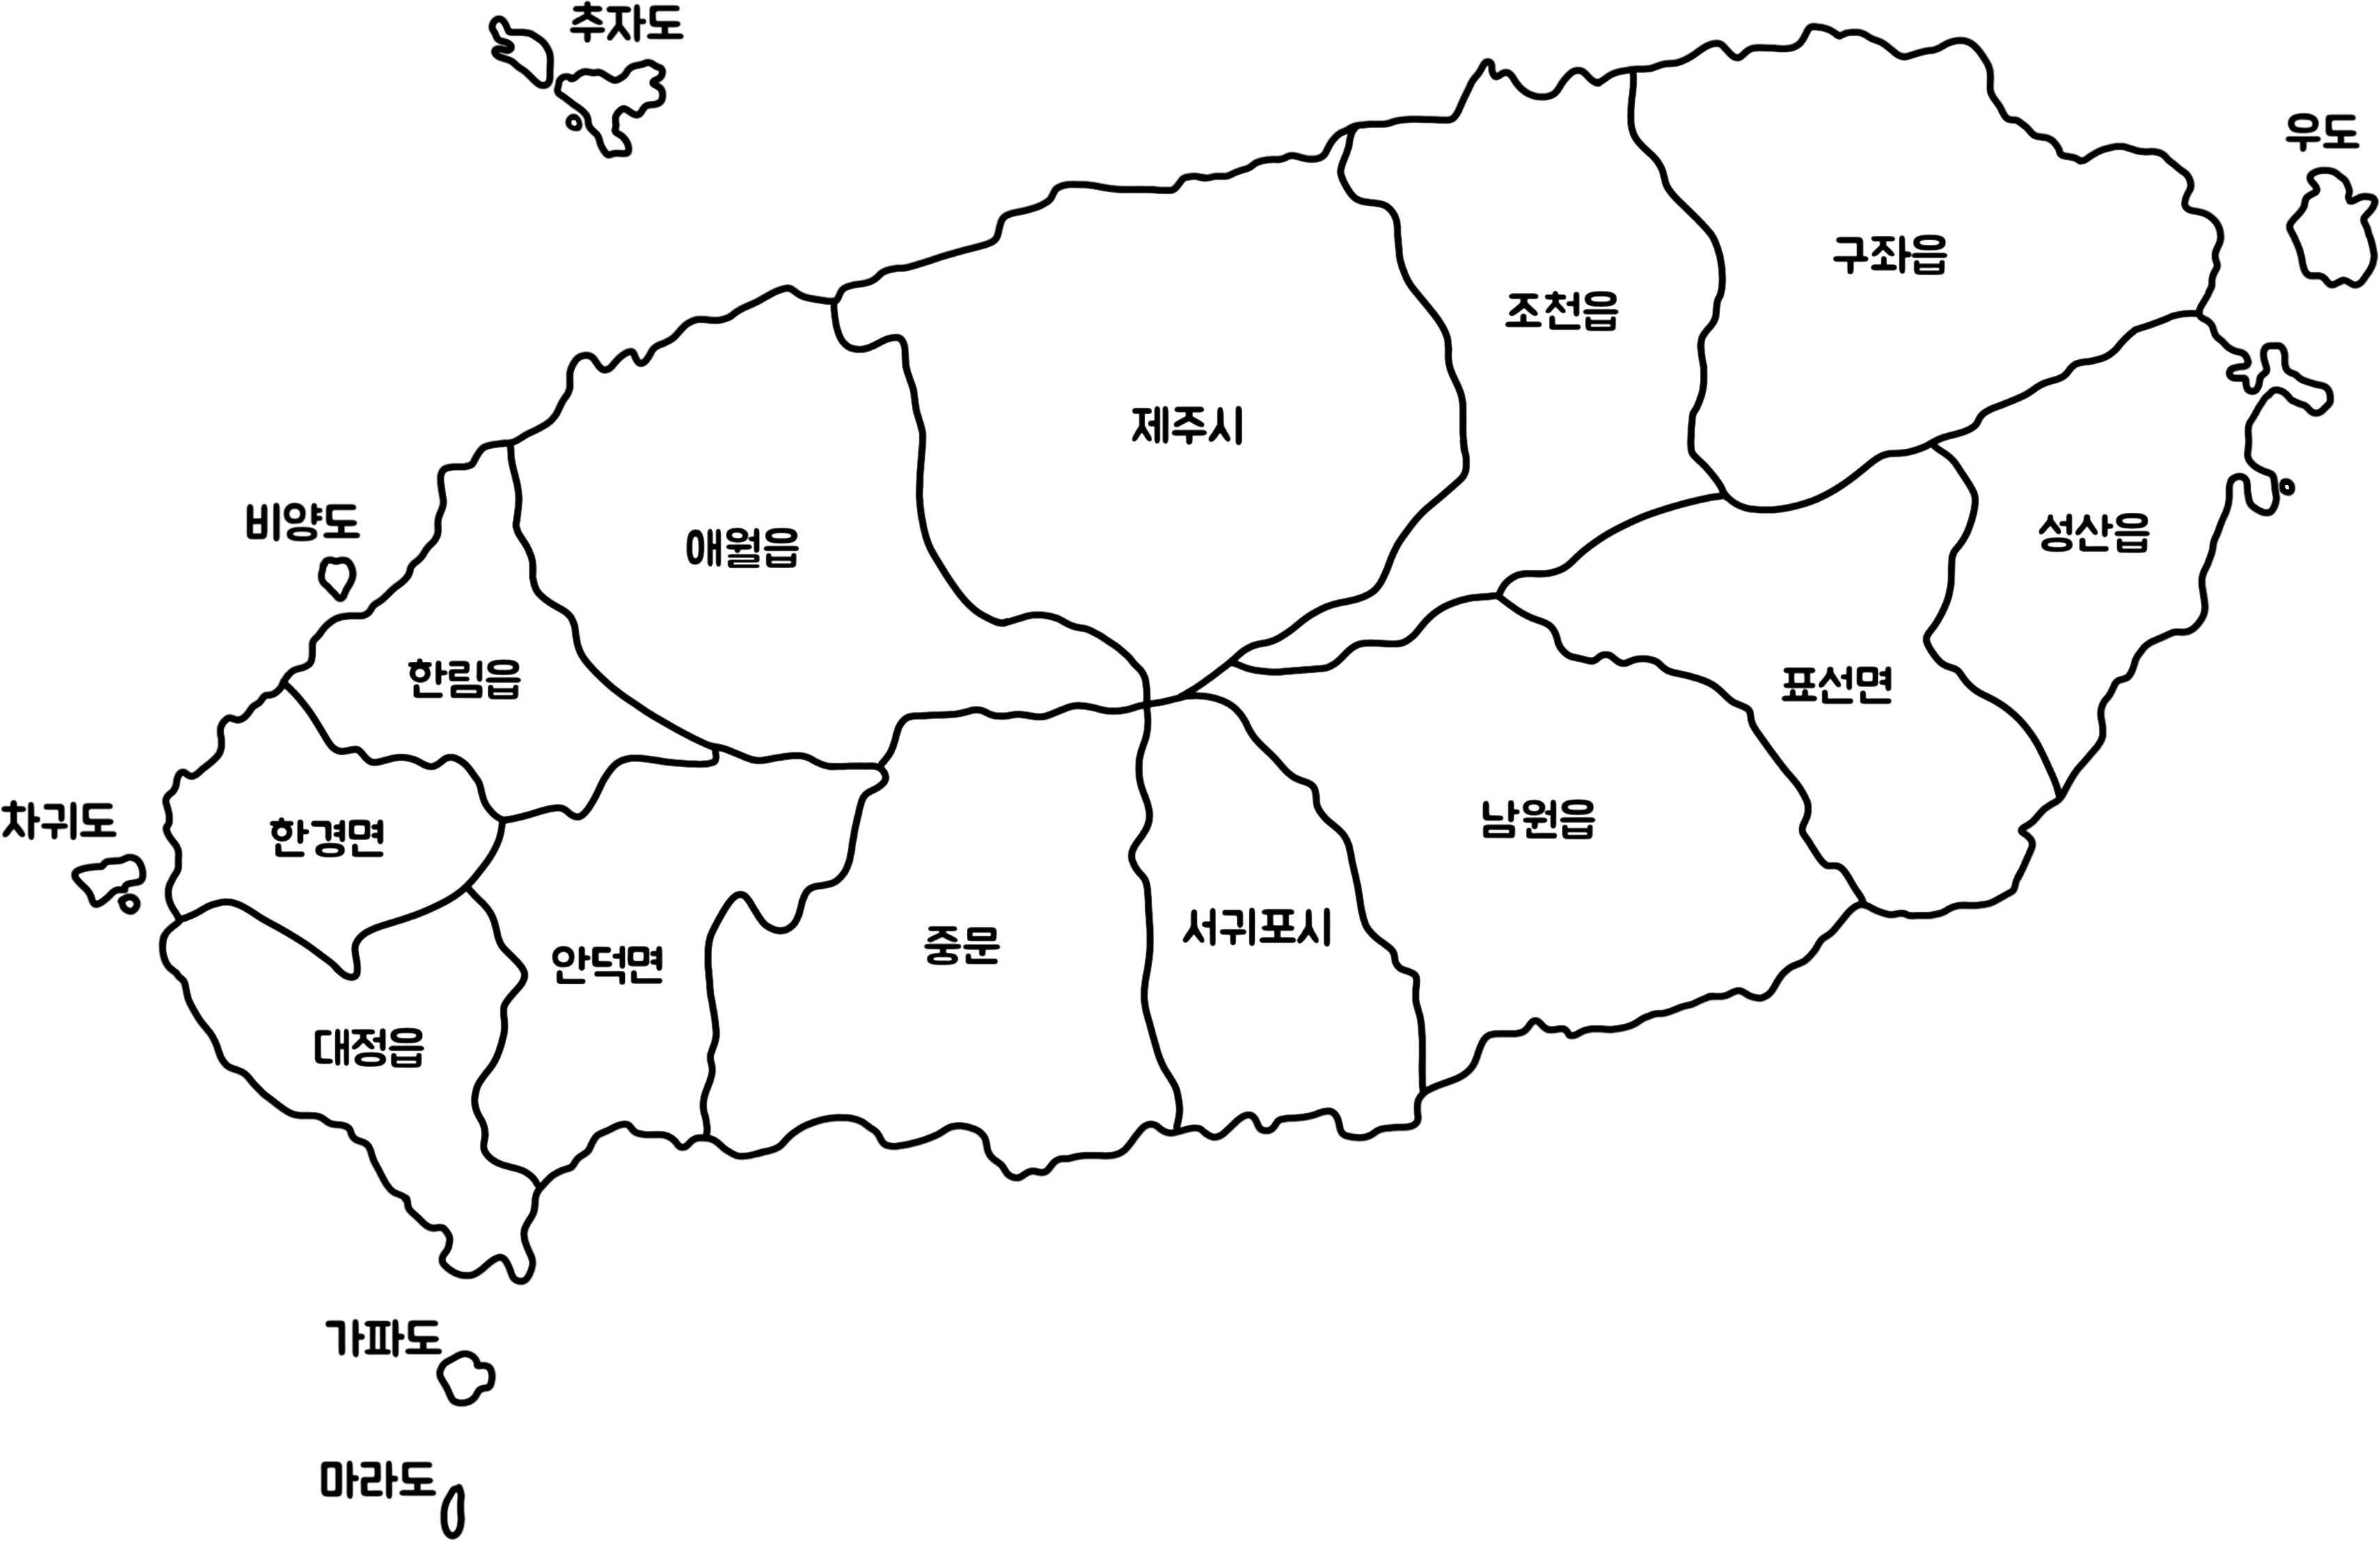 추자도
우도
구좌읍
조천읍
제주시
비양도
애월읍
성산읍
한림읍
표선면
차귀도
한경면
남원읍
서귀포시
중문
안덕면
대정읍
가파도
마라도